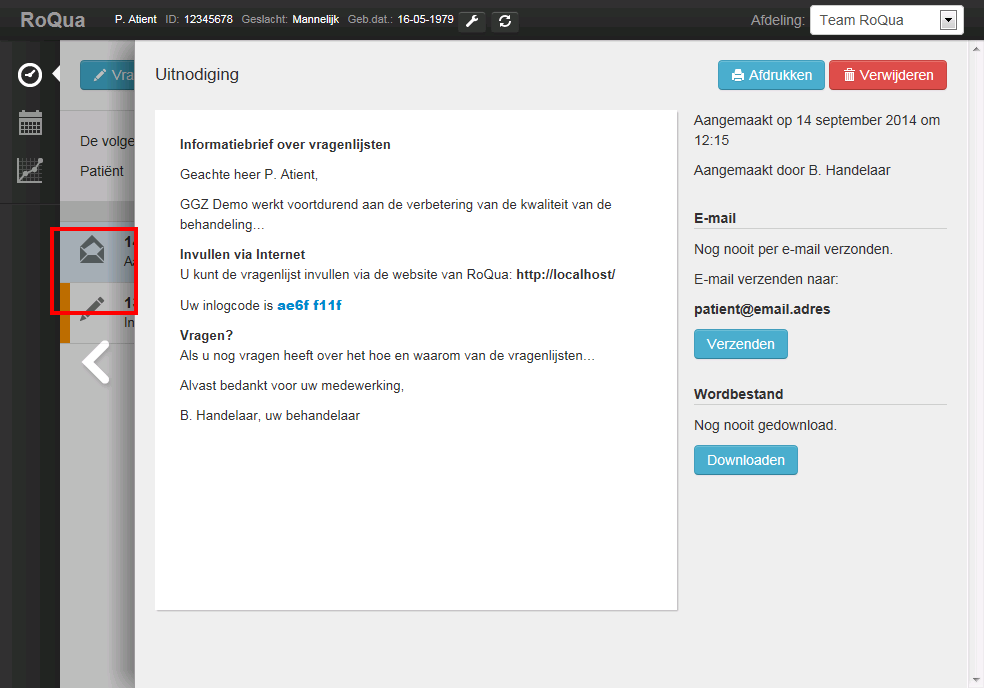 RoQua P. Atient ID: 12345678 Geslacht: Mannelijk Geb.dat.: 16-05-1979 Afdeling: Team RoQua
Vra
De volge
Patiënt
Uitnodiging
Afdrukken Verwijderen
Informatiebrief over vragenlijsten
Geachte heer P. Atient,
GGZ Demo werkt voortdurend aan de verbetering van de kwaliteit van de
behandeling…
Invullen via Internet
U kunt de vragenlijst invullen via de website van RoQua: http://localhost/
Uw inlogcode is ae6f f11f
Vragen?
Als u nog vragen heeft over het hoe en waarom van de vragenlijsten…
Alvast bedankt voor uw medewerking,
B. Handelaar, uw behandelaar
Aangemaakt op 14 september 2014 om
12:15
Aangemaakt door B. Handelaar
E-mail
Nog nooit per e-mail verzonden.
E-mail verzenden naar:
patient@email.adres
Verzenden
Wordbestand
Nog nooit gedownload.
Downloaden